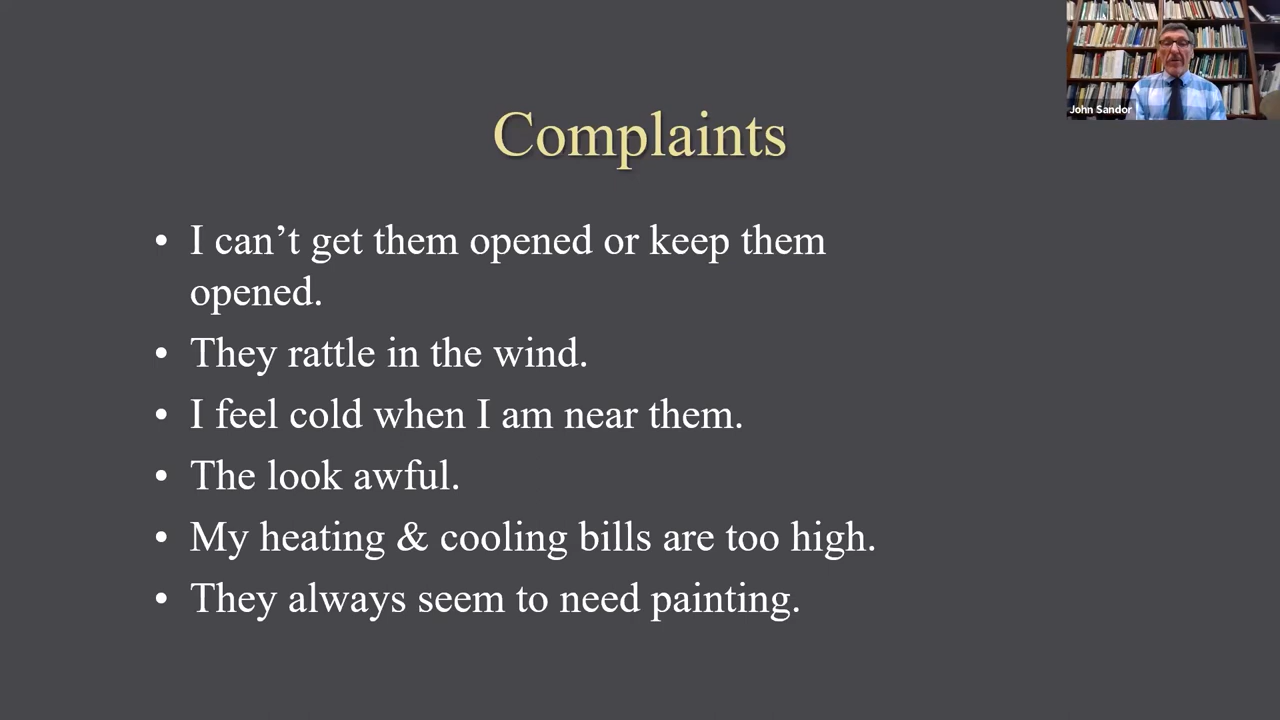 John Sandor
Complaints
• I can’t get them opened or keep them
opened.
• They rattle in the wind.
• I feel cold when I am near them.
• The look awful.
• My heating & cooling bills are too high.
• They always seem to need painting.